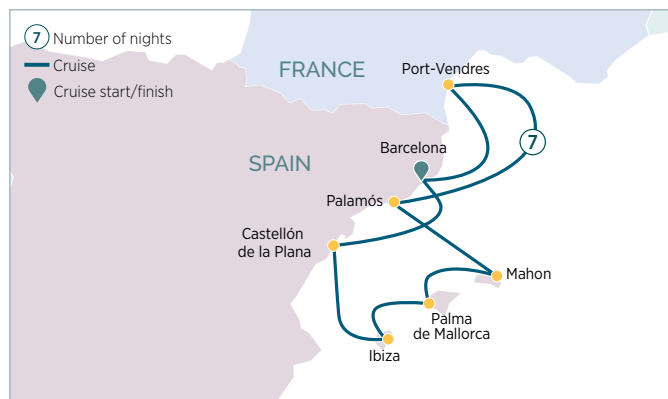 7 Number of nights
Cruise
Cruise start/finish
FRANCE
Port-Vendres
Barcelona
7
SPAIN
Palamós
Castellón
de la Plana
Mahon
Palma
de Mallorca
Ibiza